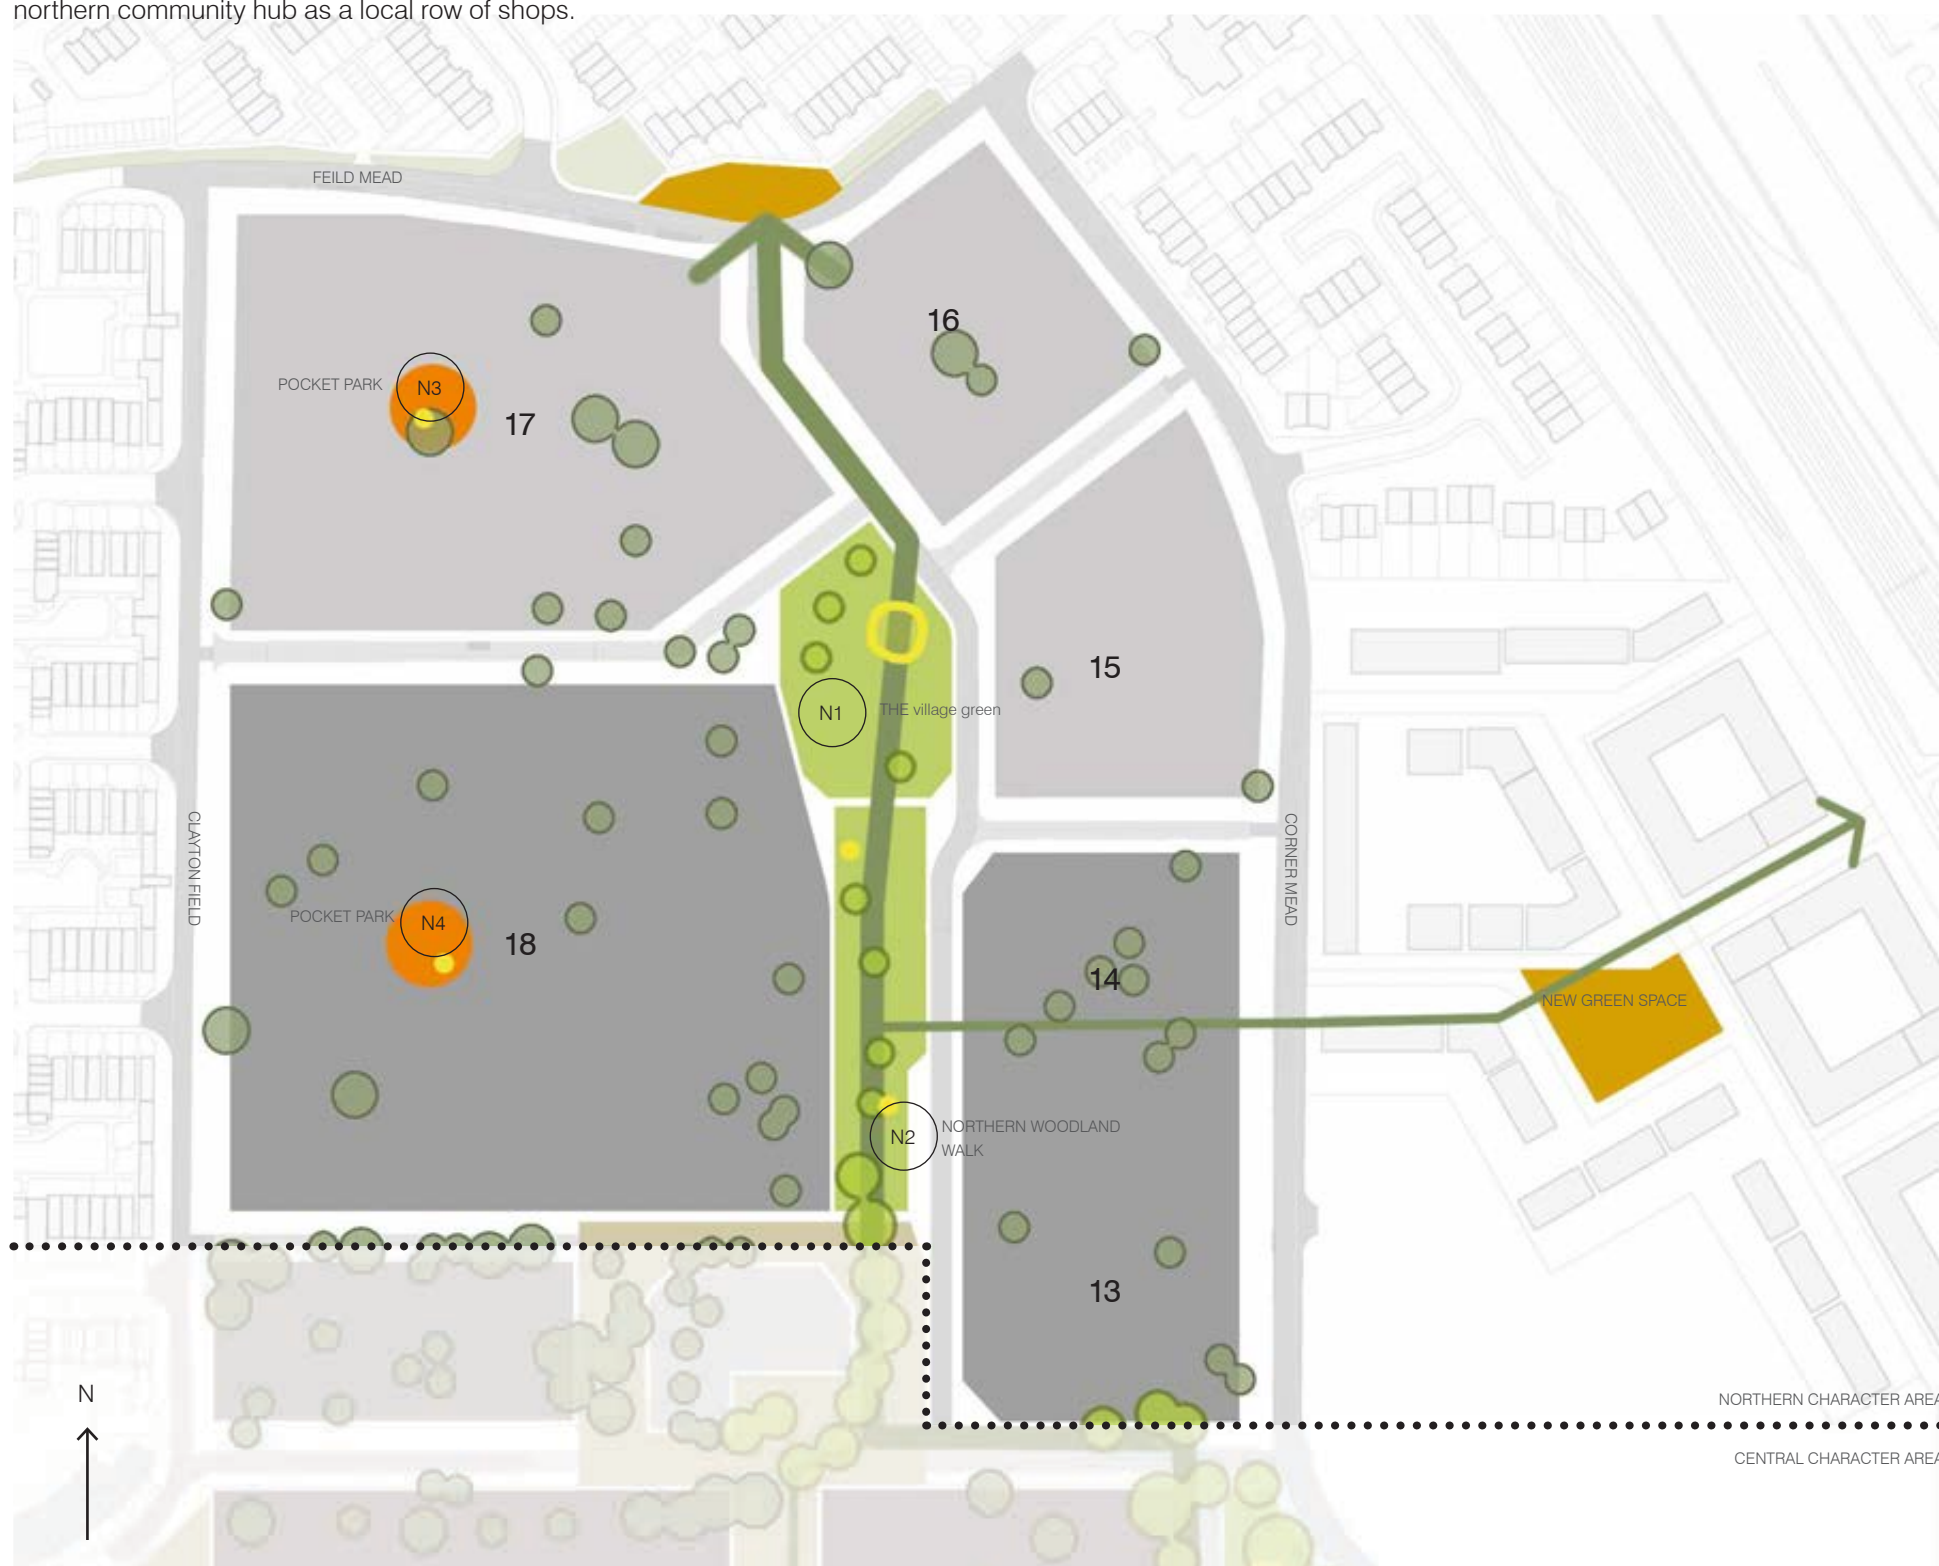 northern community hub as a local row of shops.
FEILD MEAD
16
POCKET PARK
N3
17
15
N1
THE village green
CLAYTON FIELD
CORNER MEAD
POCKET PARK
N4
18
14
NEW GREEN SPACE
N2
NORTHERN WOODLAND
WALK
13
N
NORTHERN CHARACTER AREA
CENTRAL CHARACTER AREA